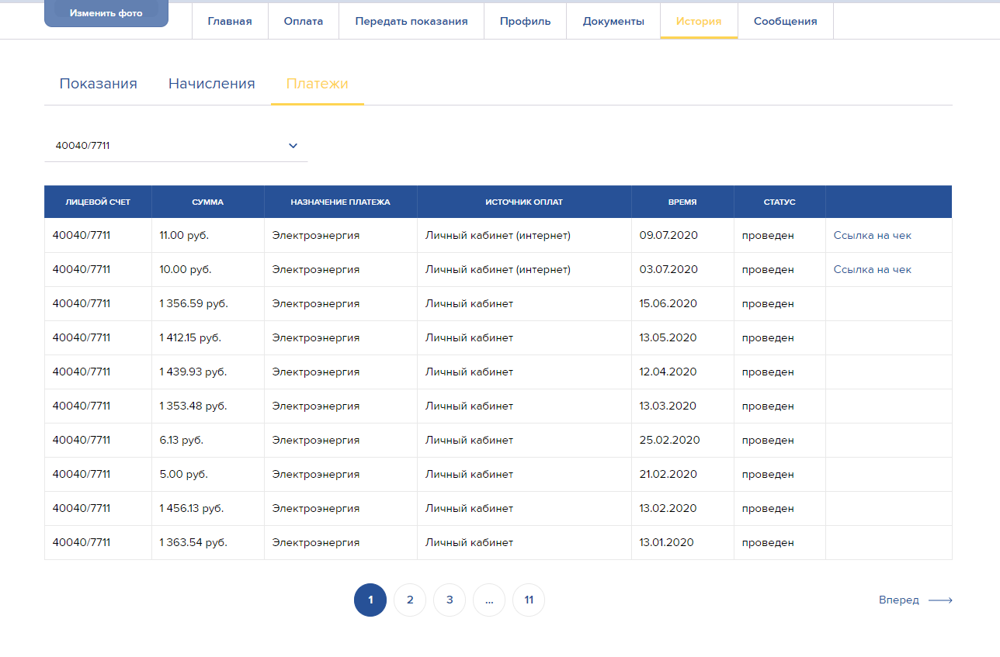 Изменить фото
Главная Оплата Передать показания Профиль Документы История Сообщения
Показания Начисления Платежи
40040/7711
ЛИЦЕВОЙ СЧЕТ СУММА НАЗНАЧЕНИЕ ПЛАТЕЖА ИСТОЧНИК ОПЛАТ ВРЕМЯ СТАТУС
40040/7711 11.00 руб. Электроэнергия Личный кабинет (интернет) 09.07.2020 проведен Ссылка на чек
40040/7711 10.00 руб. Электроэнергия Личный кабинет (интернет) 03.07.2020 проведен Ссылка на чек
40040/7711 1 356.59 руб. Электроэнергия Личный кабинет 15.06.2020 проведен
40040/7711 1 412.15 руб. Электроэнергия Личный кабинет 13.05.2020 проведен
40040/7711 1 439.93 руб. Электроэнергия Личный кабинет 12.04.2020 проведен
40040/7711 1 353.48 руб. Электроэнергия Личный кабинет 13.03.2020 проведен
40040/7711 6.13 руб. Электроэнергия Личный кабинет 25.02.2020 проведен
40040/7711 5.00 руб. Электроэнергия Личный кабинет 21.02.2020 проведен
40040/7711 1 456.13 руб. Электроэнергия Личный кабинет 13.02.2020 проведен
40040/7711 1 363.54 руб. Электроэнергия Личный кабинет 13.01.2020 проведен
1 2 3 ... 11 Вперед